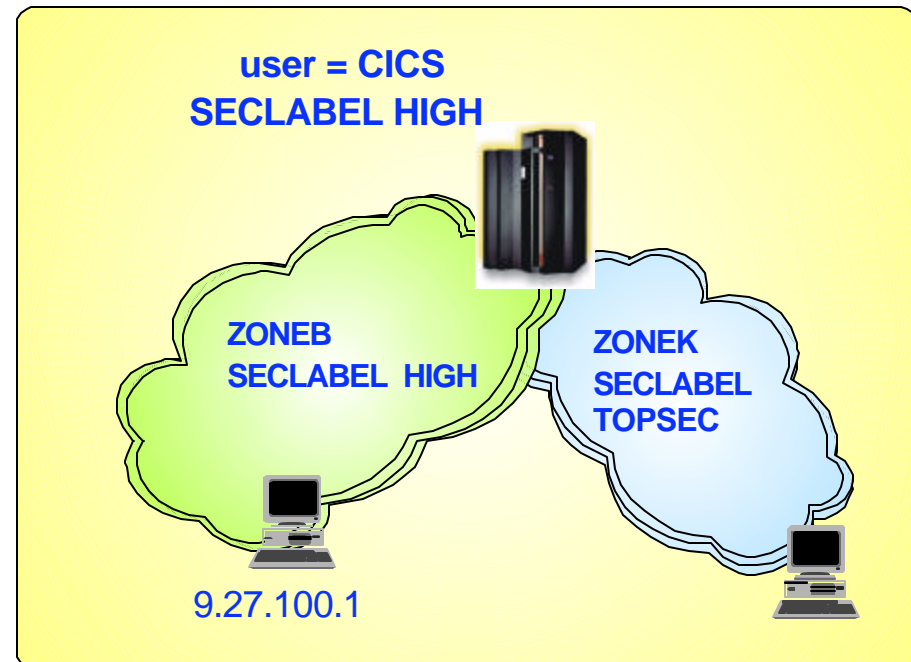 user = CICS
SECLABEL HIGH
ZONEB
SECLABEL HIGH
ZONEK
SECLABEL
TOPSEC
9.27.100.1